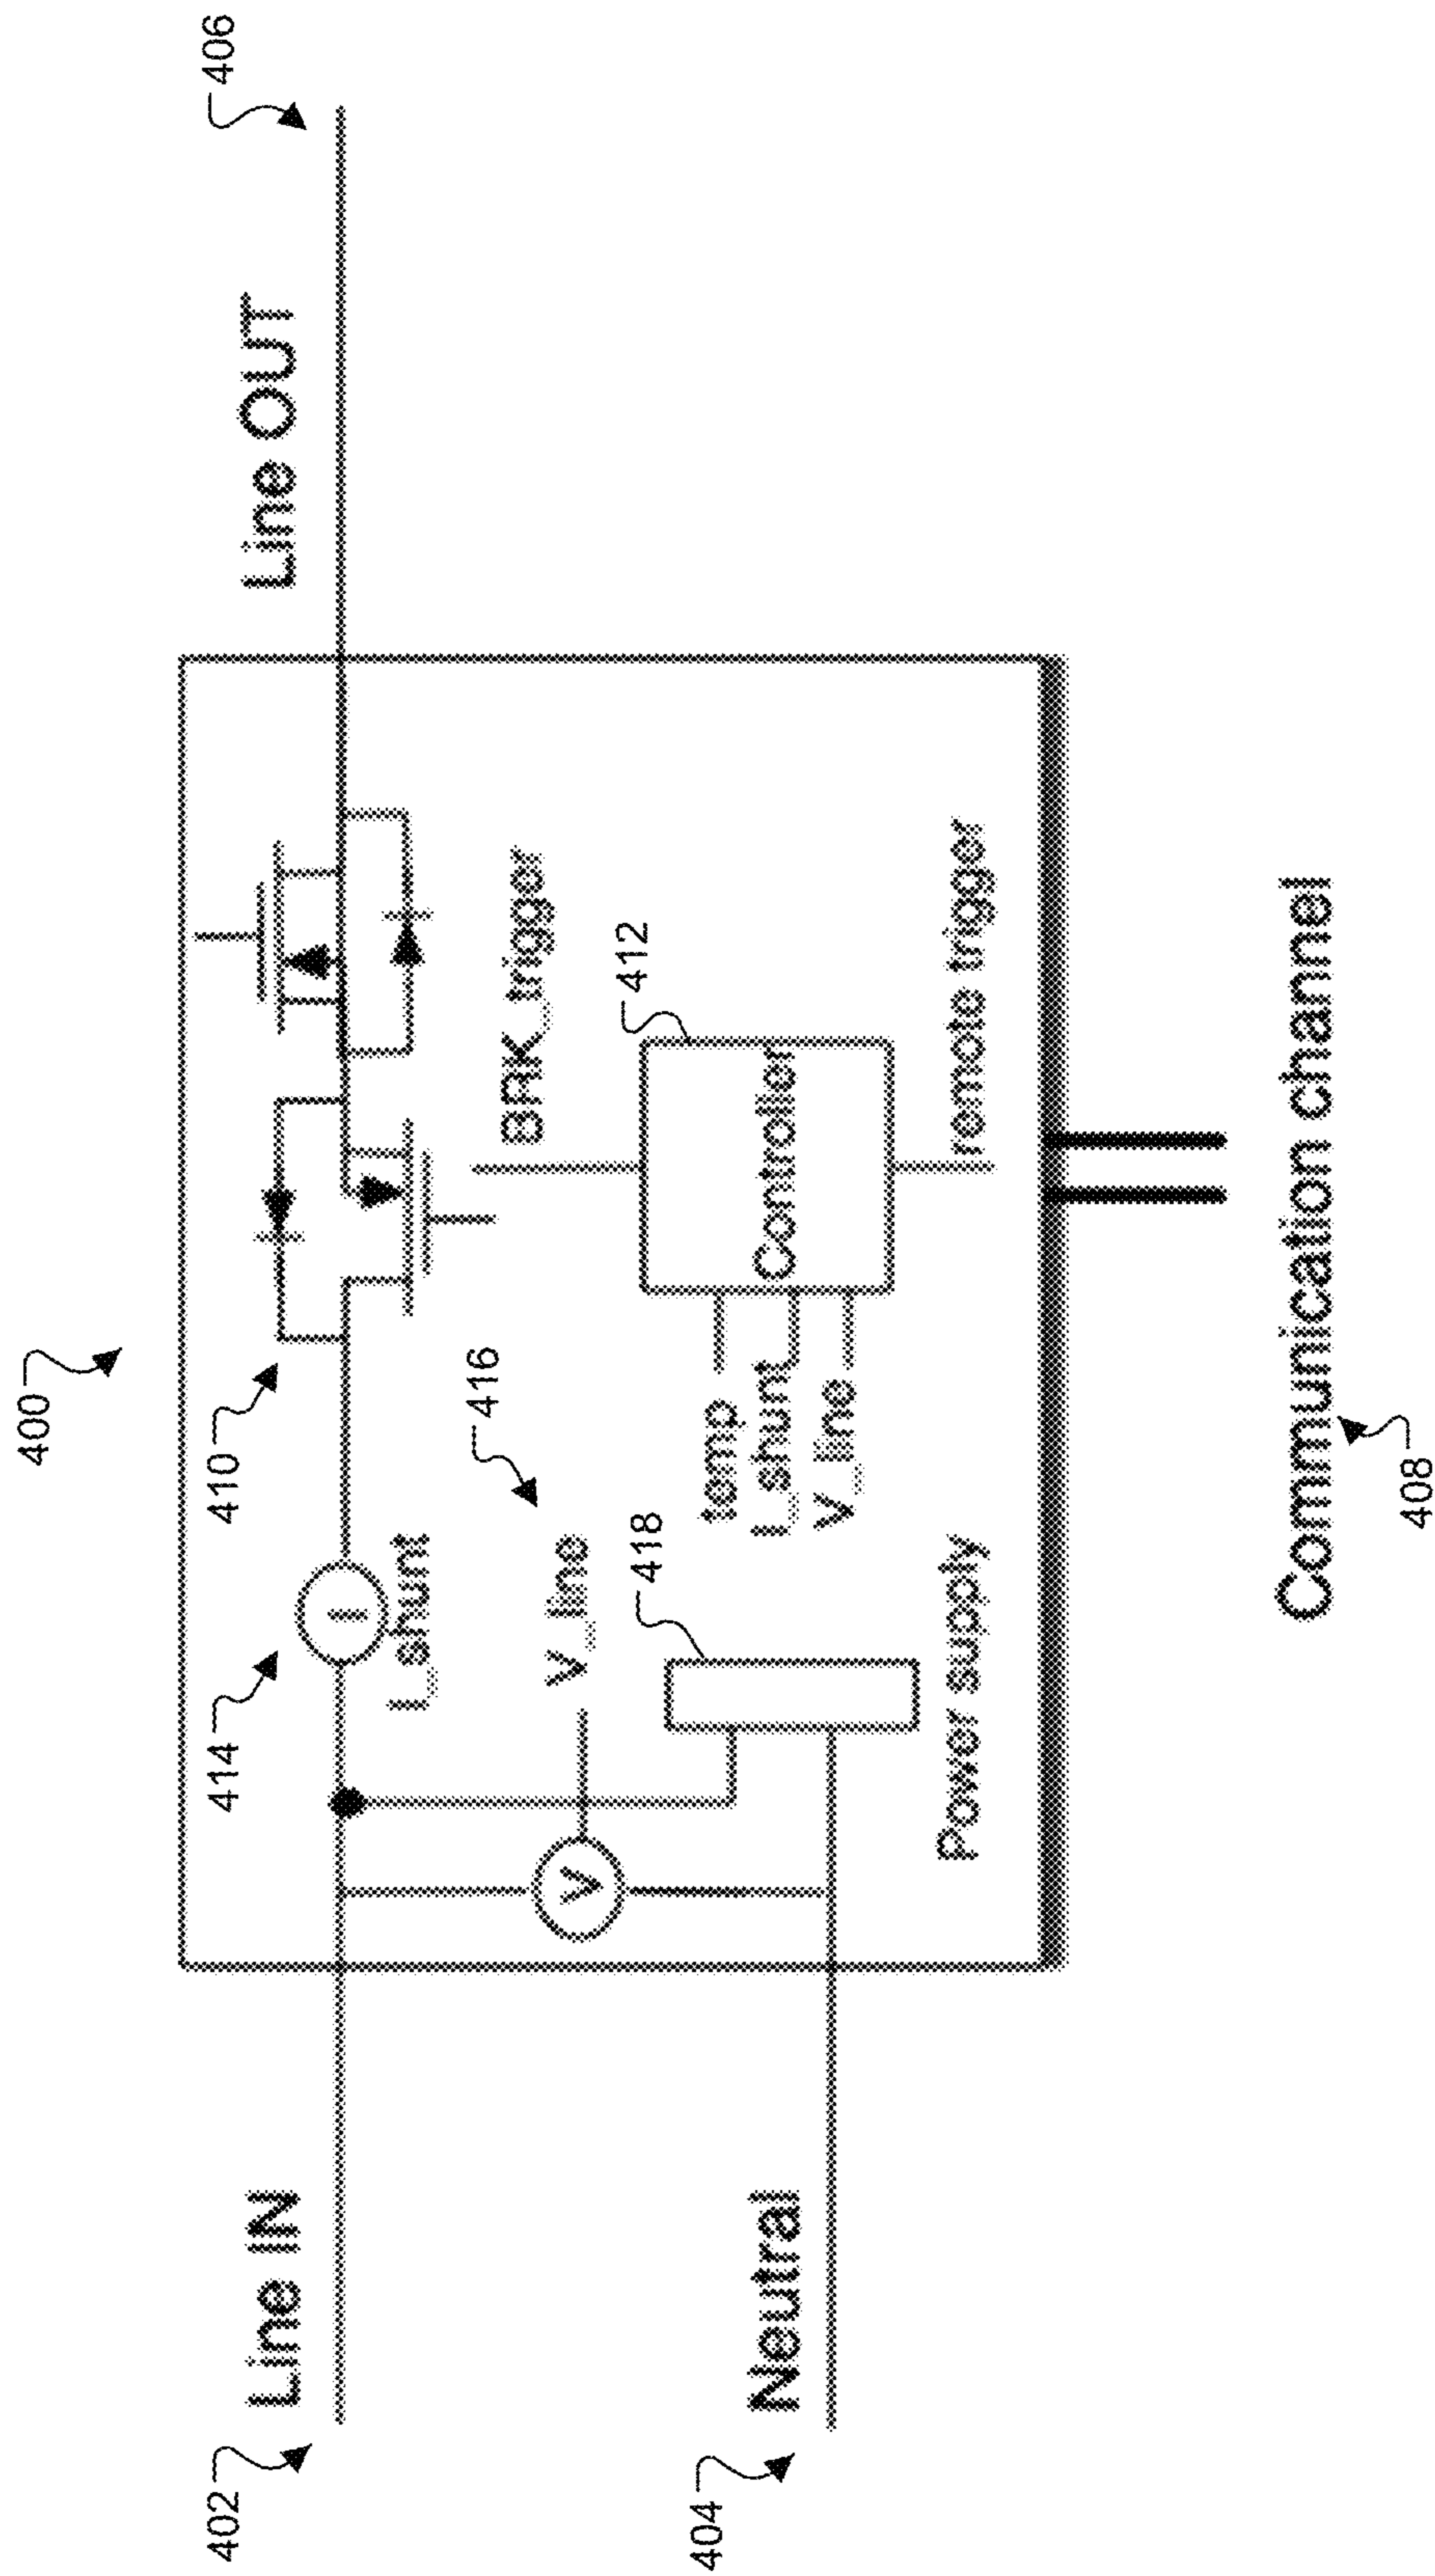 400
402
Line IN
414
410
Line OUT
406
I
I_shunt
416
V_line
BRK_trigger
V
418
412
404
Neutral
temp
I_shunt
V_line
Controller
Power supply
remote trigger
Communication channel
408